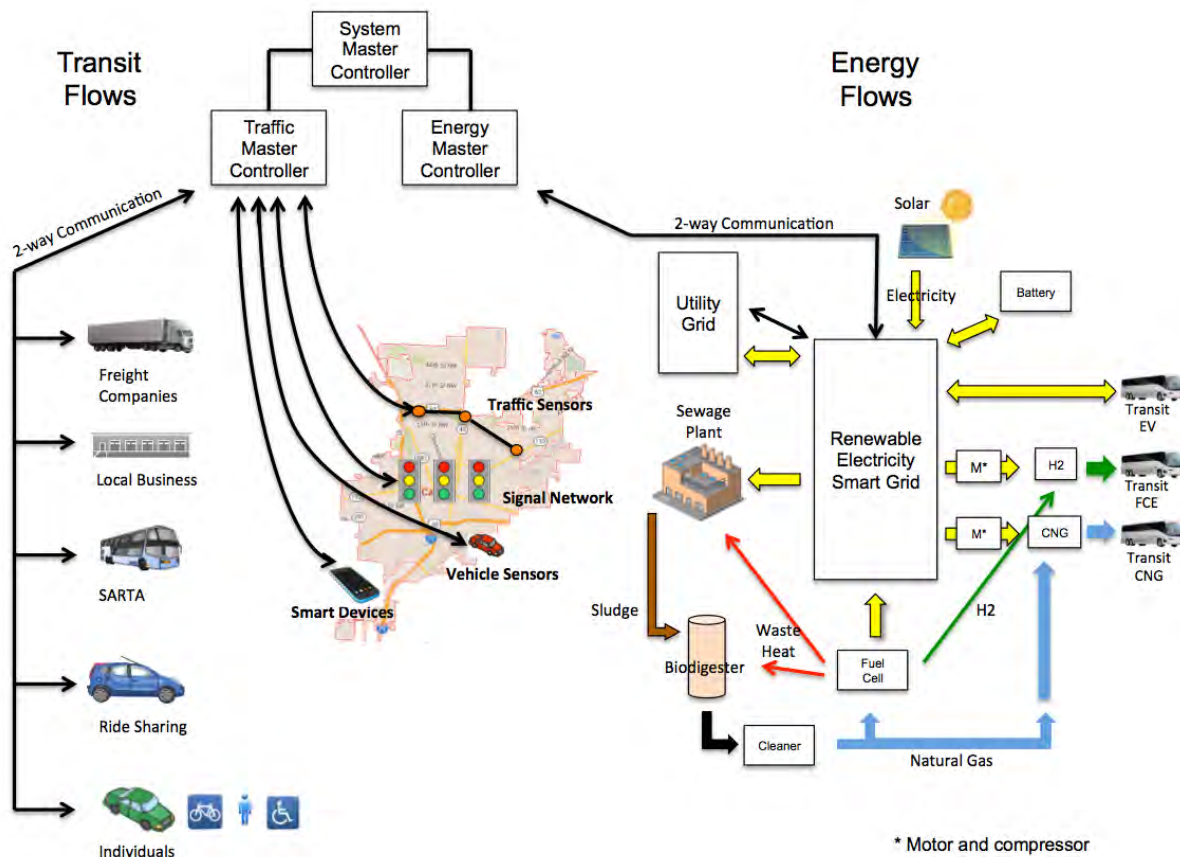 System
Master
Controller
Transit
Flows
Energy
Flows
Traffic
Master
Controller
Energy
Master
Controller
2-way Communication
2-way Communication
Solar
Electricity
Battery
Utility
Grid
Freight
Companies
Traffic Sensors
Sewage
Plant
Transit
EV
Renewable
Electricity
Smart Grid
M*
H2
Local Business
Signal Network
Transit
FCE
M*
CNG
Transit
CNG
SARTA
Vehicle Sensors
Smart Devices
Sludge
H2
Waste
Heat
Biodigester
Fuel
Cell
Ride Sharing
Cleaner
Natural Gas
Individuals
* Motor and compressor